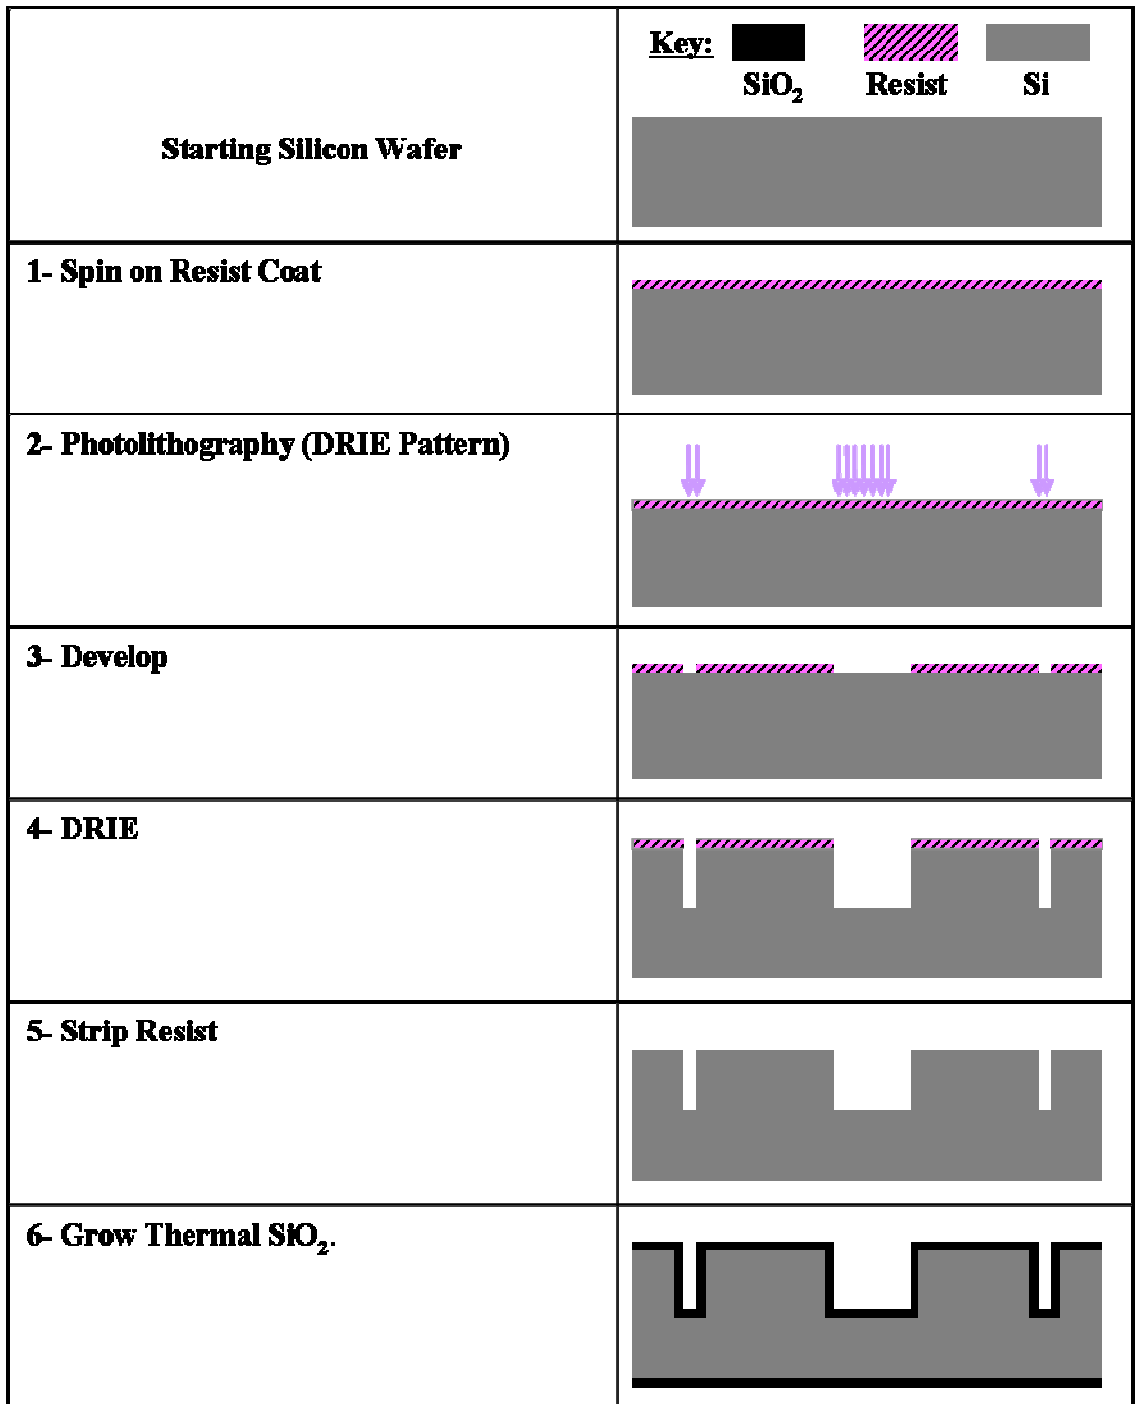 Key:
SiO2 Resist Si
Starting Silicon Wafer
1- Spin on Resist Coat
2- Photolithography (DRIE Pattern)
3- Develop
4- DRIE
5- Strip Resist
6- Grow Thermal SiO2.